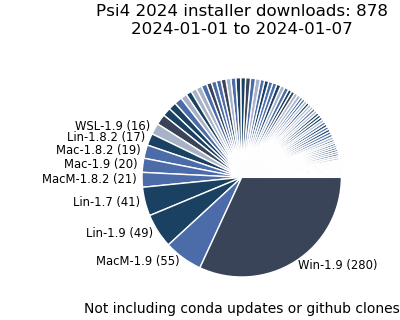 Psi4 2024 installer downloads: 878
2024-01-01 to 2024-01-07
WSL-1.9 (16)
Lin-1.8.2 (17)
Mac-1.8.2 (19)
Mac-1.9 (20)
MacM-1.8.2 (21)
Lin-1.7 (41)
Lin-1.9 (49)
MacM-1.9 (55)
Win-1.9 (280)
Not including conda updates or github clones